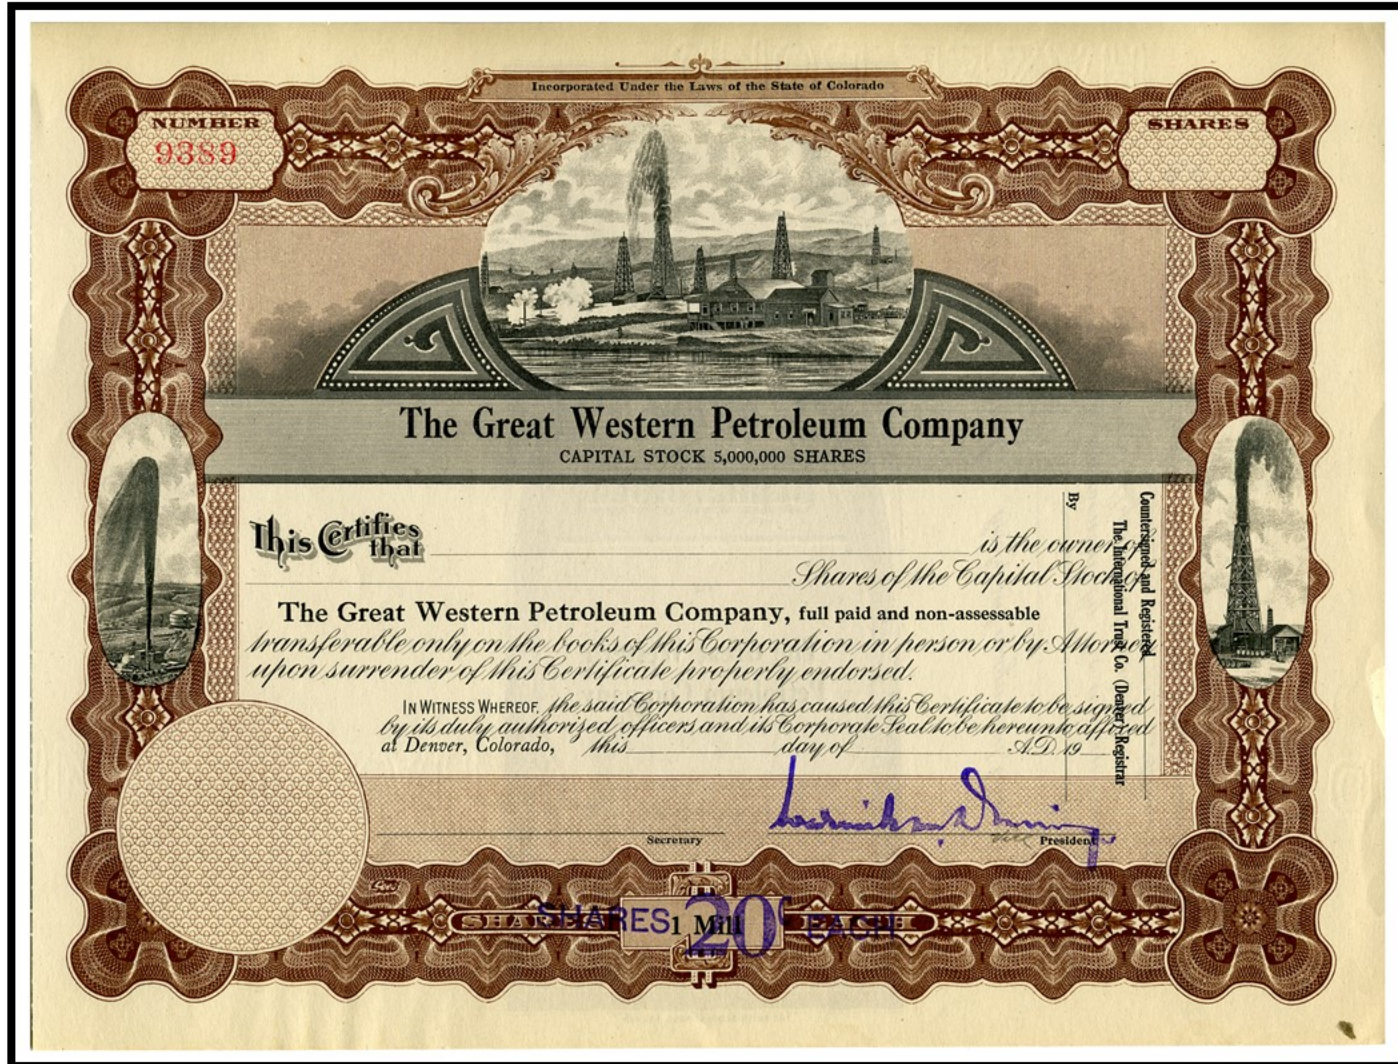 Incorporated Under the Laws of the State of Colorado
NUMBER
9389
SHARES
The Great Western Petroleum Company
CAPITAL STOCK 5,000,000 SHARES
This Certifies that
is the owner of
Shares of the Capital Stock of
The Great Western Petroleum Company, full paid and non-assessable
transferable only on the books of this Corporation in person or by Attorney
upon surrender of this Certificate properly endorsed.
IN WITNESS WHEREOF, the said Corporation has caused this Certificate to be signed
by its duly authorized officers and its Corporate Seal to be hereunto affixed
at Denver, Colorado, this day of A.D. 19
Countersigned and Registered
The International Trust Co. (Denver) Registrar
By
Secretary
President
SHARES 1 Mill EACH
SHARES 20¢ EACH